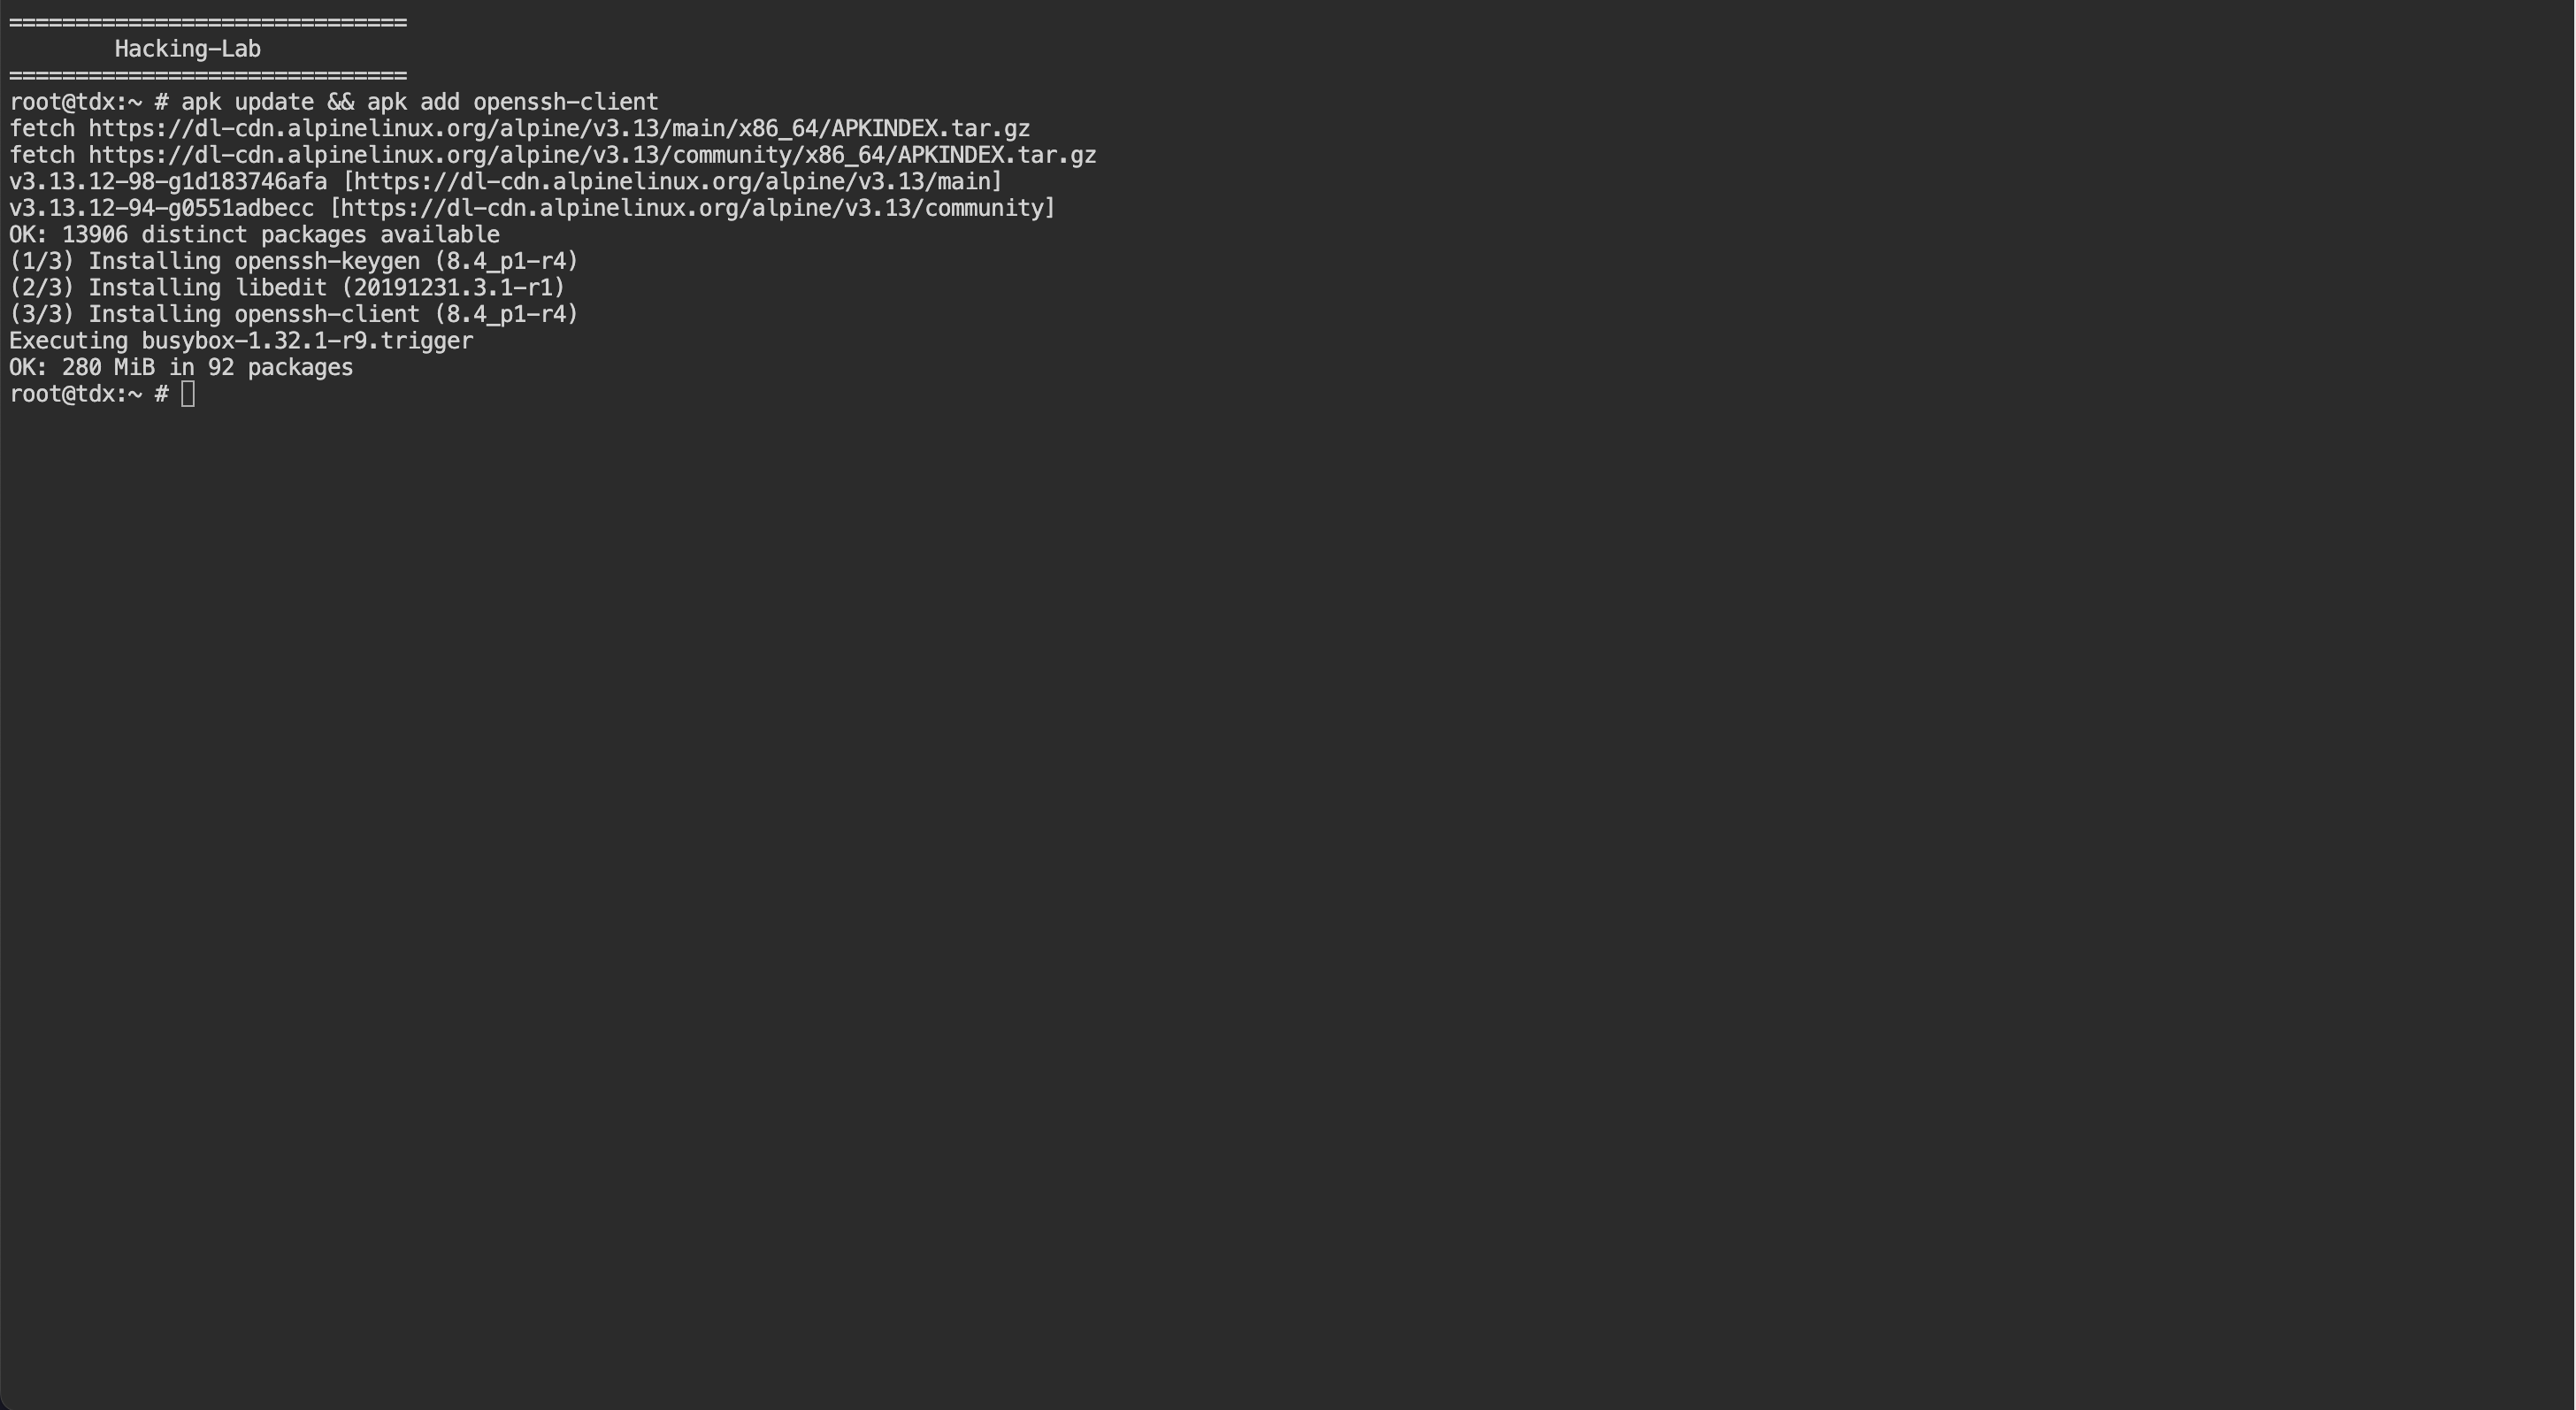 ==============================
Hacking-Lab
==============================
root@tdx:~ # apk update && apk add openssh-client
fetch https://dl-cdn.alpinelinux.org/alpine/v3.13/main/x86_64/APKINDEX.tar.gz
fetch https://dl-cdn.alpinelinux.org/alpine/v3.13/community/x86_64/APKINDEX.tar.gz
v3.13.12-98-g1d183746afa [https://dl-cdn.alpinelinux.org/alpine/v3.13/main]
v3.13.12-94-g0551adbecc [https://dl-cdn.alpinelinux.org/alpine/v3.13/community]
OK: 13906 distinct packages available
(1/3) Installing openssh-keygen (8.4_p1-r4)
(2/3) Installing libedit (20191231.3.1-r1)
(3/3) Installing openssh-client (8.4_p1-r4)
Executing busybox-1.32.1-r9.trigger
OK: 280 MiB in 92 packages
root@tdx:~ #